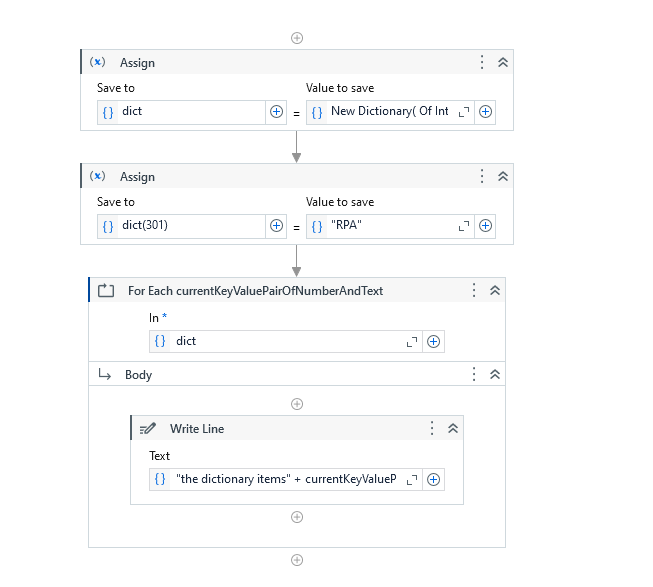 Assign
Save to
Value to save
dict
=
New Dictionary( Of Int
Assign
Save to
Value to save
dict(301)
=
"RPA"
For Each currentKeyValuePairOfNumberAndText
In *
dict
Body
Write Line
Text
"the dictionary items" + currentKeyValueP